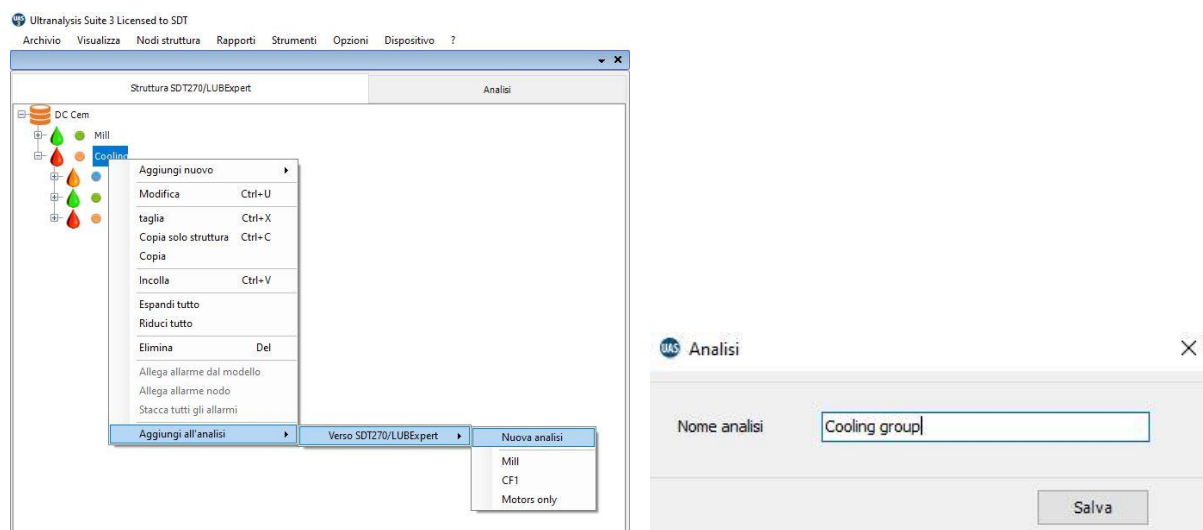 Ultranalysis Suite 3 Licensed to SDT
Archivio Visualizza Nodi struttura Rapporti Strumenti Opzioni Dispositivo ?
Struttura SDT270/LUBExpert Analisi
DC Cem
Mill
Cooling
Aggiungi nuovo
Modifica Ctrl+U
taglia Ctrl+X
Copia solo struttura Ctrl+C
Copia
Incolla Ctrl+V
Espandi tutto
Riduci tutto
Elimina Del
Allega allarme dal modello
Allega allarme nodo
Stacca tutti gli allarmi
Aggiungi all'analisi Verso SDT270/LUBExpert Nuova analisi
Mill
CF1
Motors only
UAS Analisi
Nome analisi Cooling group
Salva